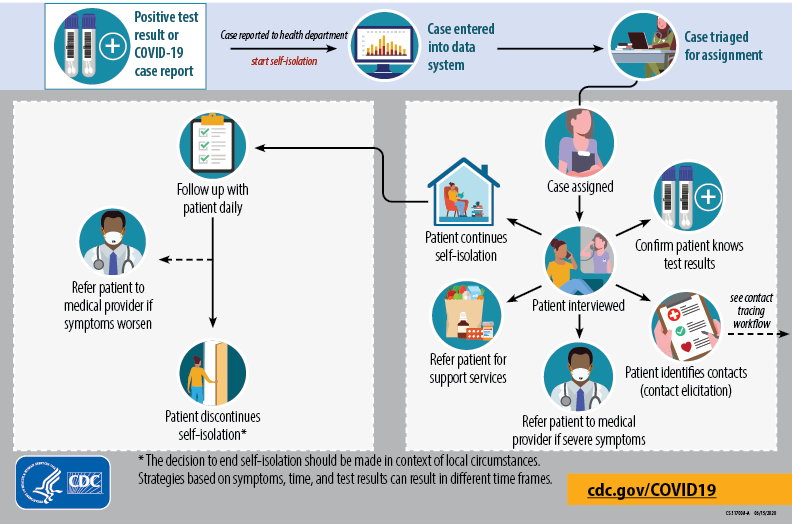 Positive test
result or
COVID-19
case report
Case reported to health department
start self-isolation
Case entered
into data
system
Case triaged
for assignment
Case assigned
Follow up with
patient daily
Patient continues
self-isolation
Confirm patient knows
test results
Patient interviewed
Refer patient to
medical provider if
symptoms worsen
see contact
tracing
workflow
Refer patient for
support services
Patient identifies contacts
(contact elicitation)
Patient discontinues
self-isolation*
Refer patient to medical
provider if severe symptoms
* The decision to end self-isolation should be made in context of local circumstances.
Strategies based on symptoms, time, and test results can result in different time frames.
CDC
cdc.gov/COVID19